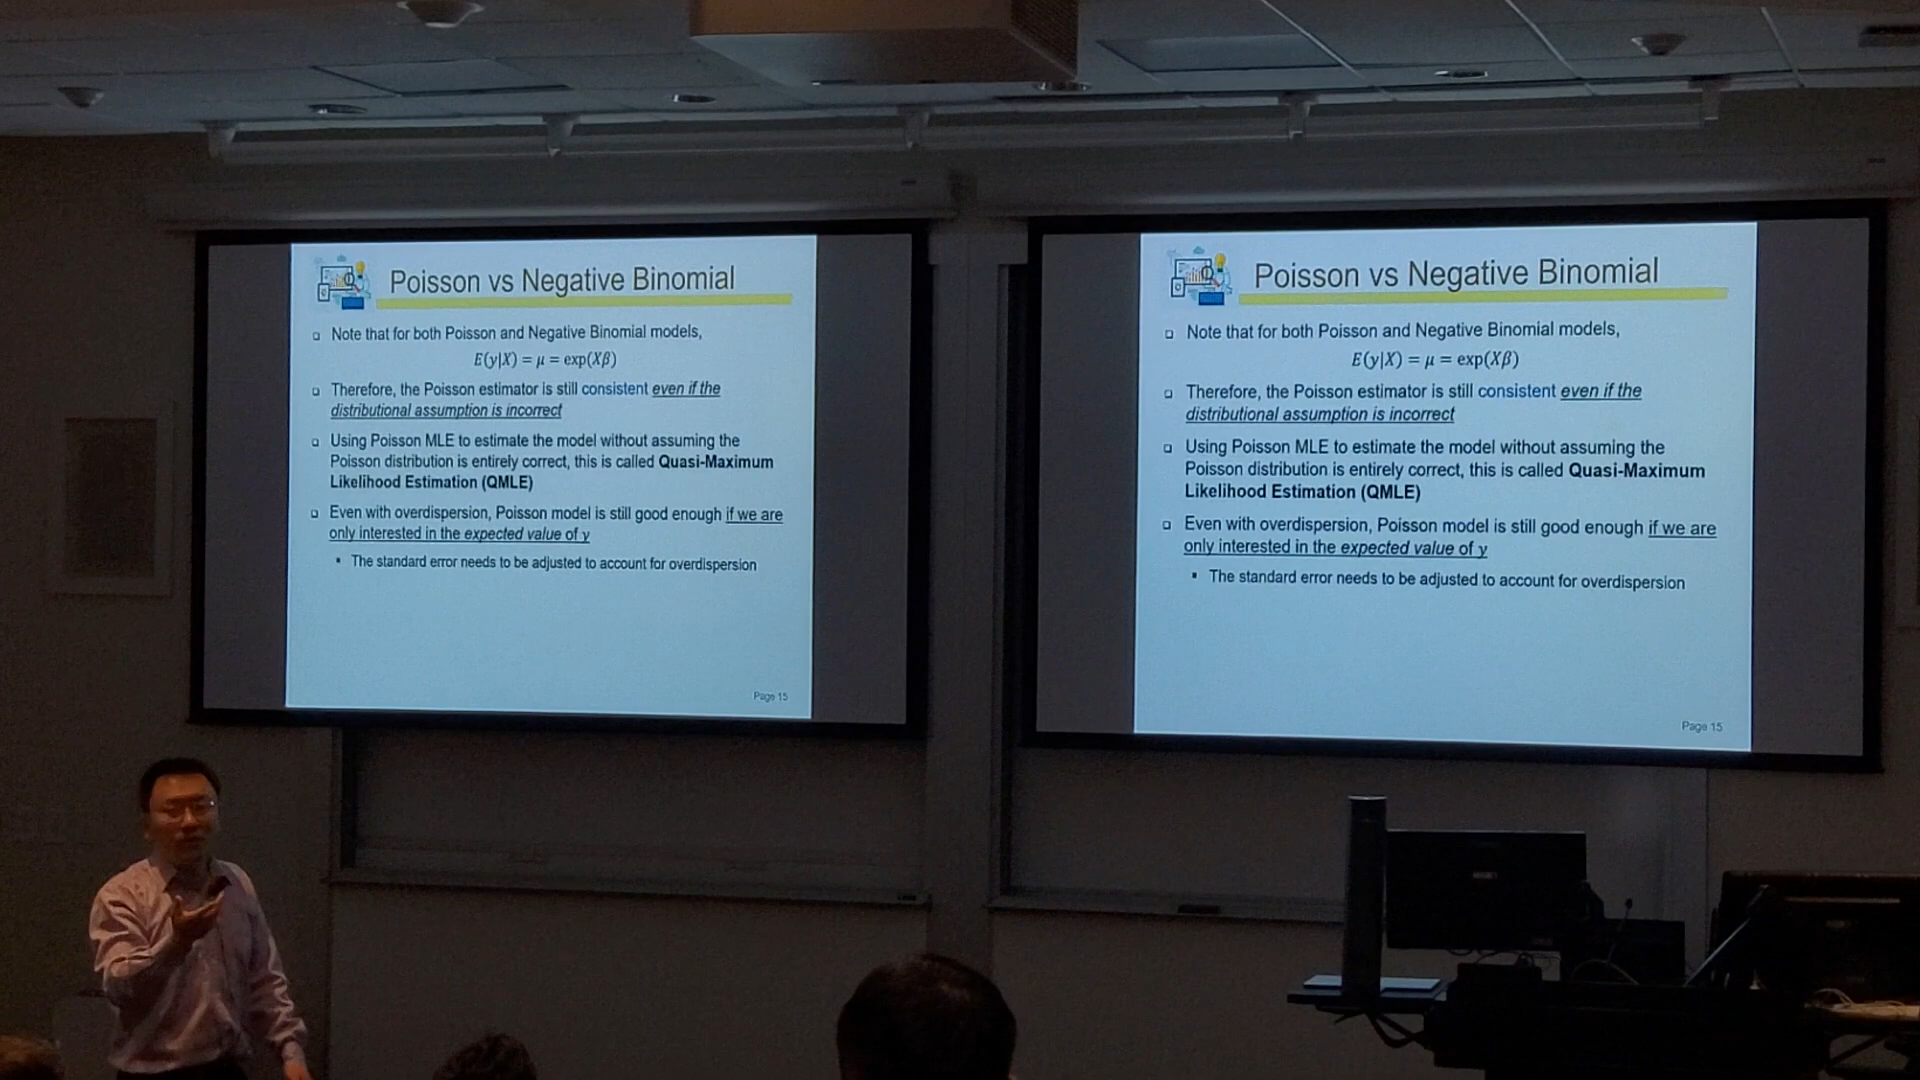 Poisson vs Negative Binomial
▫ Note that for both Poisson and Negative Binomial models,
E(y|X) = μ = exp(Xβ)
▫ Therefore, the Poisson estimator is still consistent even if the
distributional assumption is incorrect
▫ Using Poisson MLE to estimate the model without assuming the
Poisson distribution is entirely correct, this is called Quasi-Maximum
Likelihood Estimation (QMLE)
▫ Even with overdispersion, Poisson model is still good enough if we are
only interested in the expected value of y
▪ The standard error needs to be adjusted to account for overdispersion
Page 15
Poisson vs Negative Binomial
▫ Note that for both Poisson and Negative Binomial models,
E(y|X) = μ = exp(Xβ)
▫ Therefore, the Poisson estimator is still consistent even if the
distributional assumption is incorrect
▫ Using Poisson MLE to estimate the model without assuming the
Poisson distribution is entirely correct, this is called Quasi-Maximum
Likelihood Estimation (QMLE)
▫ Even with overdispersion, Poisson model is still good enough if we are
only interested in the expected value of y
▪ The standard error needs to be adjusted to account for overdispersion
Page 15